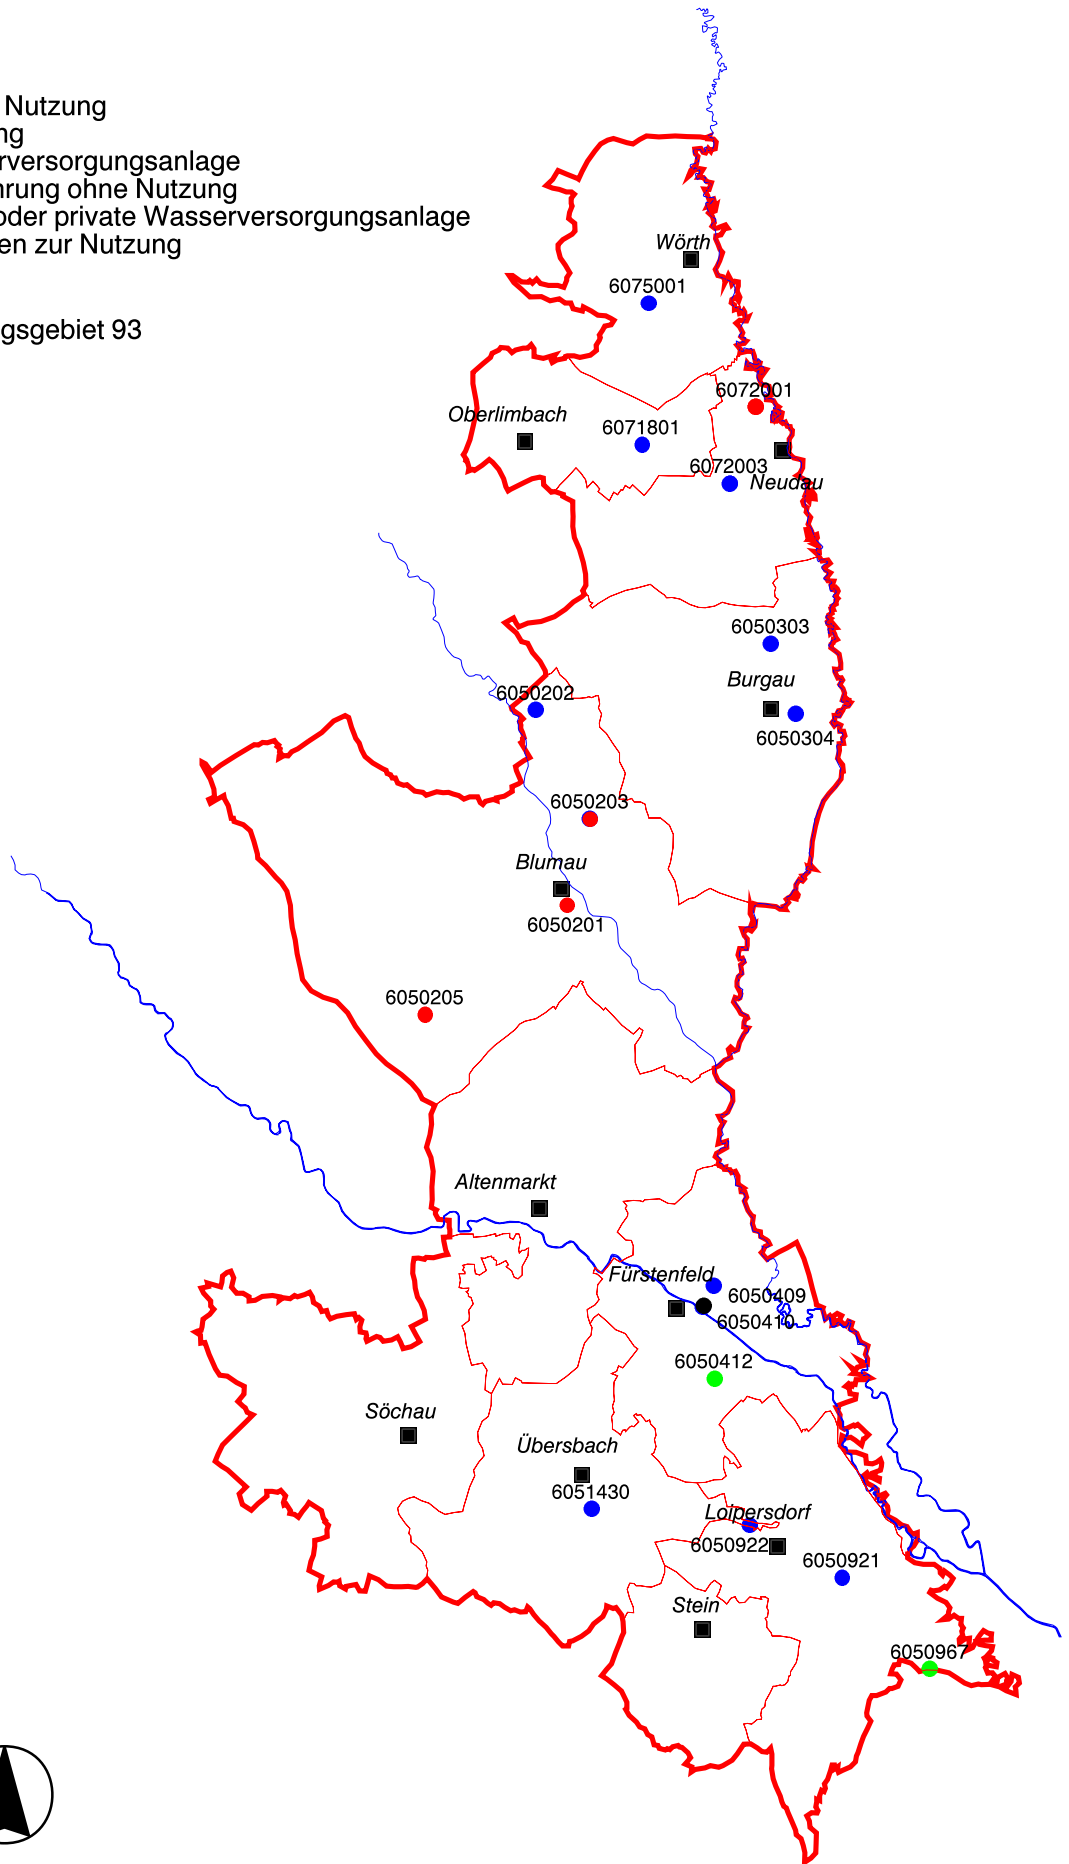 Nutzung
ng
rversorgungsanlage
hrung ohne Nutzung
oder private Wasserversorgungsanlage
en zur Nutzung
gsgebiet 93
Wörth
6075001
6072001
Oberlimbach
6071801
6072003
Neudau
6050303
Burgau
6050202
6050304
6050203
Blumau
6050201
6050205
Altenmarkt
Fürstenfeld
6050409
6050410
6050412
Söchau
Übersbach
6051430
Loipersdorf
6050922
6050921
Stein
6050967